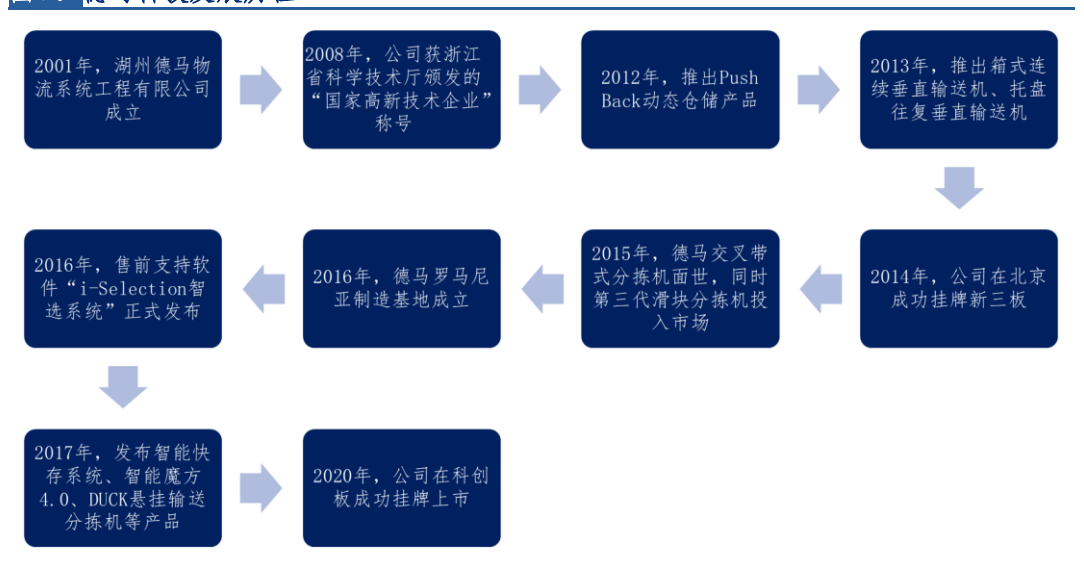 2001年，湖州德马物
流系统工程有限公司
成立
2008年，公司获浙江
省科学技术厅颁发的
“国家高新技术企业”
称号
2012年，推出Push
Back动态仓储产品
2013年，推出箱式连
续垂直输送机、托盘
往复垂直输送机
2014年，公司在北京
成功挂牌新三板
2015年，德马交叉带
式分拣机面世，同时
第三代滑块分拣机投
入市场
2016年，德马罗马尼
亚制造基地成立
2016年，售前支持软
件“i-Selection智
选系统”正式发布
2017年，发布智能快
存系统、智能魔方
4.0、DUCK悬挂输送
分拣机等产品
2020年，公司在科创
板成功挂牌上市